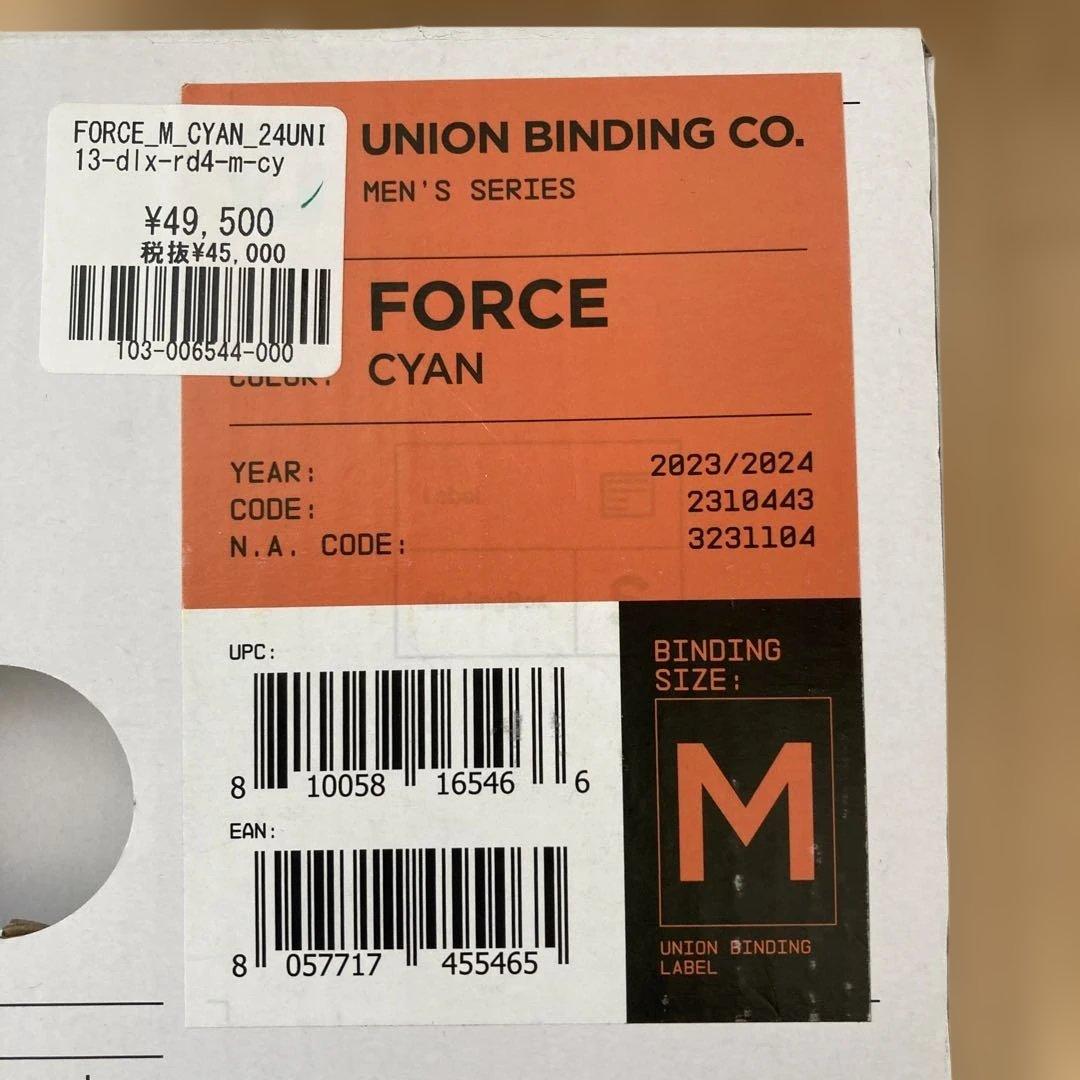 FORCE_M_CYAN_24UNI
13-dlx-rd4-m-cy
¥49,500
税抜¥45,000
103-006544-000
UNION BINDING CO.
MEN'S SERIES
FORCE
COLOR: CYAN
YEAR: 2023/2024
CODE: 2310443
N.A. CODE: 3231104
UPC:
8 10058 16546 6
EAN:
8 057717 455465
BINDING
SIZE:
M
UNION BINDING
LABEL